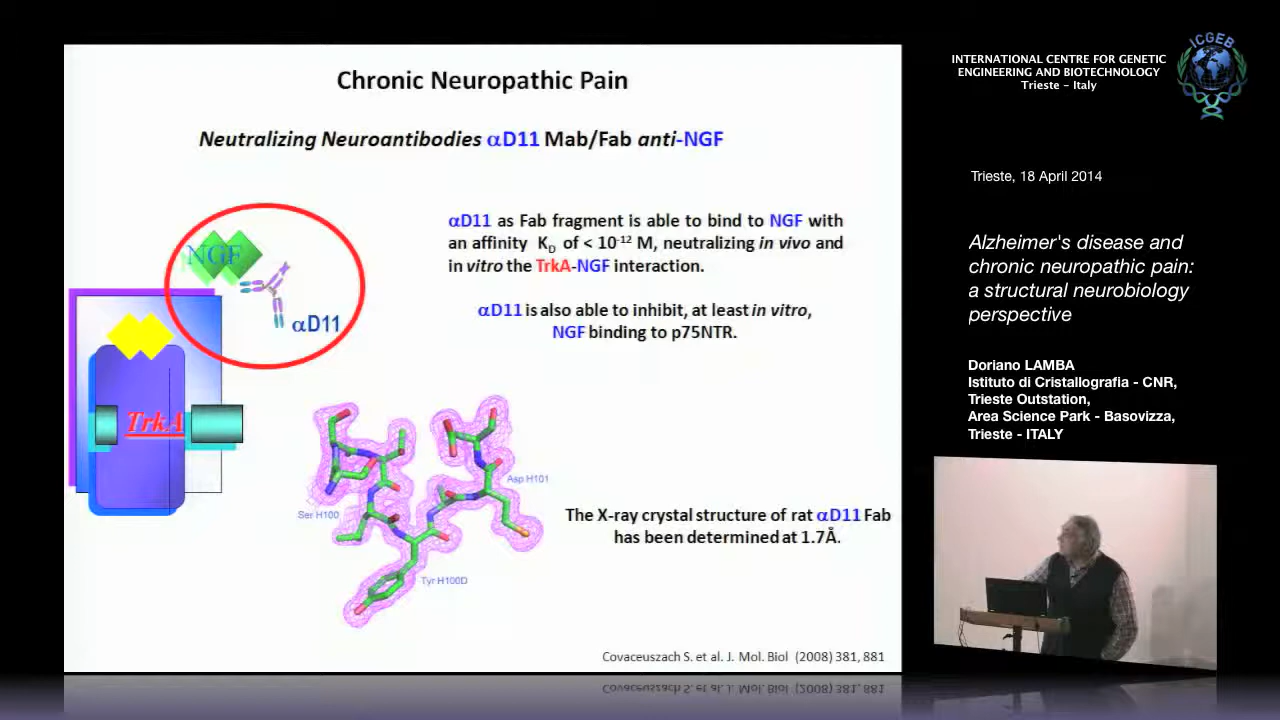 Chronic Neuropathic Pain
Neutralizing Neuroantibodies αD11 Mab/Fab anti-NGF
NGF
αD11
TrkA
αD11 as Fab fragment is able to bind to NGF with
an affinity KD of < 10-12 M, neutralizing in vivo and
in vitro the TrkA-NGF interaction.
αD11 is also able to inhibit, at least in vitro,
NGF binding to p75NTR.
Asp H101
Ser H100
Tyr H100D
The X-ray crystal structure of rat αD11 Fab
has been determined at 1.7Å.
Covaceuszach S. et al. J. Mol. Biol (2008) 381, 881
INTERNATIONAL CENTRE FOR GENETIC
ENGINEERING AND BIOTECHNOLOGY
Trieste - Italy
ICGEB
Trieste, 18 April 2014
Alzheimer's disease and
chronic neuropathic pain:
a structural neurobiology
perspective
Doriano LAMBA
Istituto di Cristallografia - CNR,
Trieste Outstation,
Area Science Park - Basovizza,
Trieste - ITALY